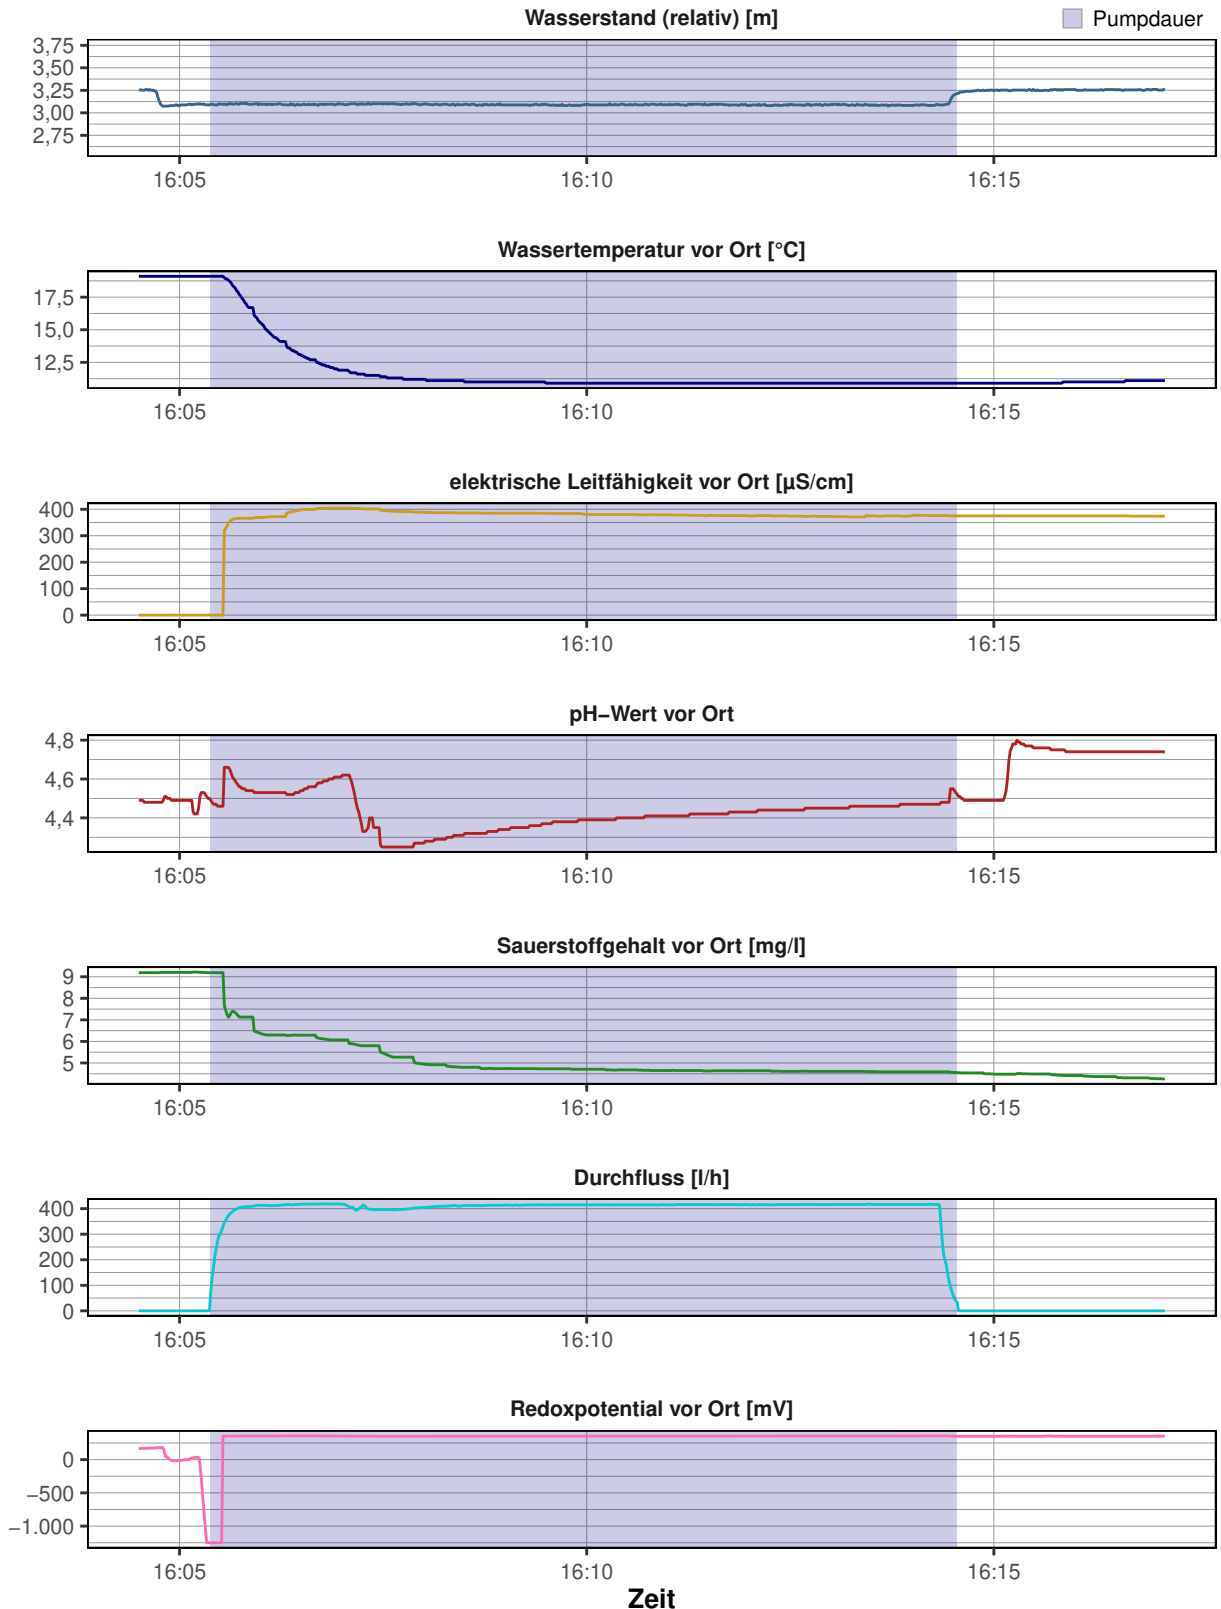 Wasserstand (relativ) [m]
Pumpdauer
3,75
3,50
3,25
3,00
2,75
16:05 16:10 16:15
Wassertemperatur vor Ort [°C]
17,5
15,0
12,5
16:05 16:10 16:15
elektrische Leitfähigkeit vor Ort [µS/cm]
400
300
200
100
0
16:05 16:10 16:15
pH−Wert vor Ort
4,8
4,6
4,4
16:05 16:10 16:15
Sauerstoffgehalt vor Ort [mg/l]
9
8
7
6
5
16:05 16:10 16:15
Durchfluss [l/h]
400
300
200
100
0
16:05 16:10 16:15
Redoxpotential vor Ort [mV]
0
−500
−1.000
16:05 16:10 16:15
Zeit